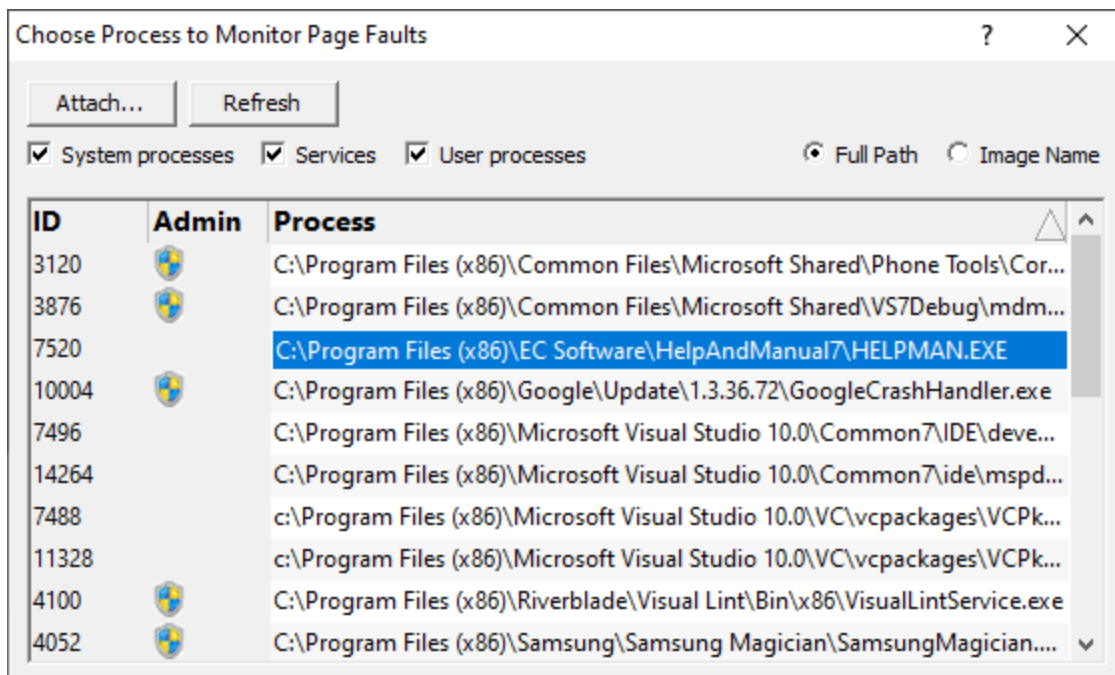 Choose Process to Monitor Page Faults ?
Attach... Refresh
System processes Services User processes Full Path Image Name
ID Admin Process
3120 C:\Program Files (x86)\Common Files\Microsoft Shared\Phone Tools\Cor...
3876 C:\Program Files (x86)\Common Files\Microsoft Shared\VS7Debug\mdm...
7520 C:\Program Files (x86)\EC Software\HelpAndManual7\HELPMAN.EXE
10004 C:\Program Files (x86)\Google\Update\1.3.36.72\GoogleCrashHandler.exe
7496 C:\Program Files (x86)\Microsoft Visual Studio 10.0\Common7\IDE\deve...
14264 C:\Program Files (x86)\Microsoft Visual Studio 10.0\Common7\ide\mspd...
7488 c:\Program Files (x86)\Microsoft Visual Studio 10.0\VC\vcpackages\VCPk...
11328 c:\Program Files (x86)\Microsoft Visual Studio 10.0\VC\vcpackages\VCPk...
4100 C:\Program Files (x86)\Riverblade\Visual Lint\Bin\x86\VisualLintService.exe
4052 C:\Program Files (x86)\Samsung\Samsung Magician\SamsungMagician....